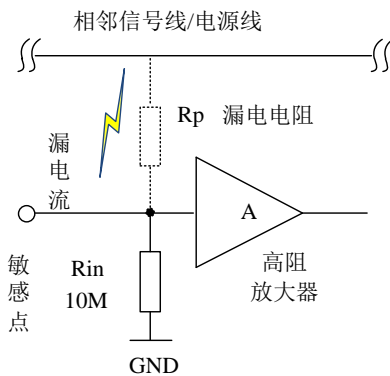 相邻信号线/电源线
Rp 漏电电阻
漏电流
A
敏感点
Rin
10M
高阻
放大器
GND